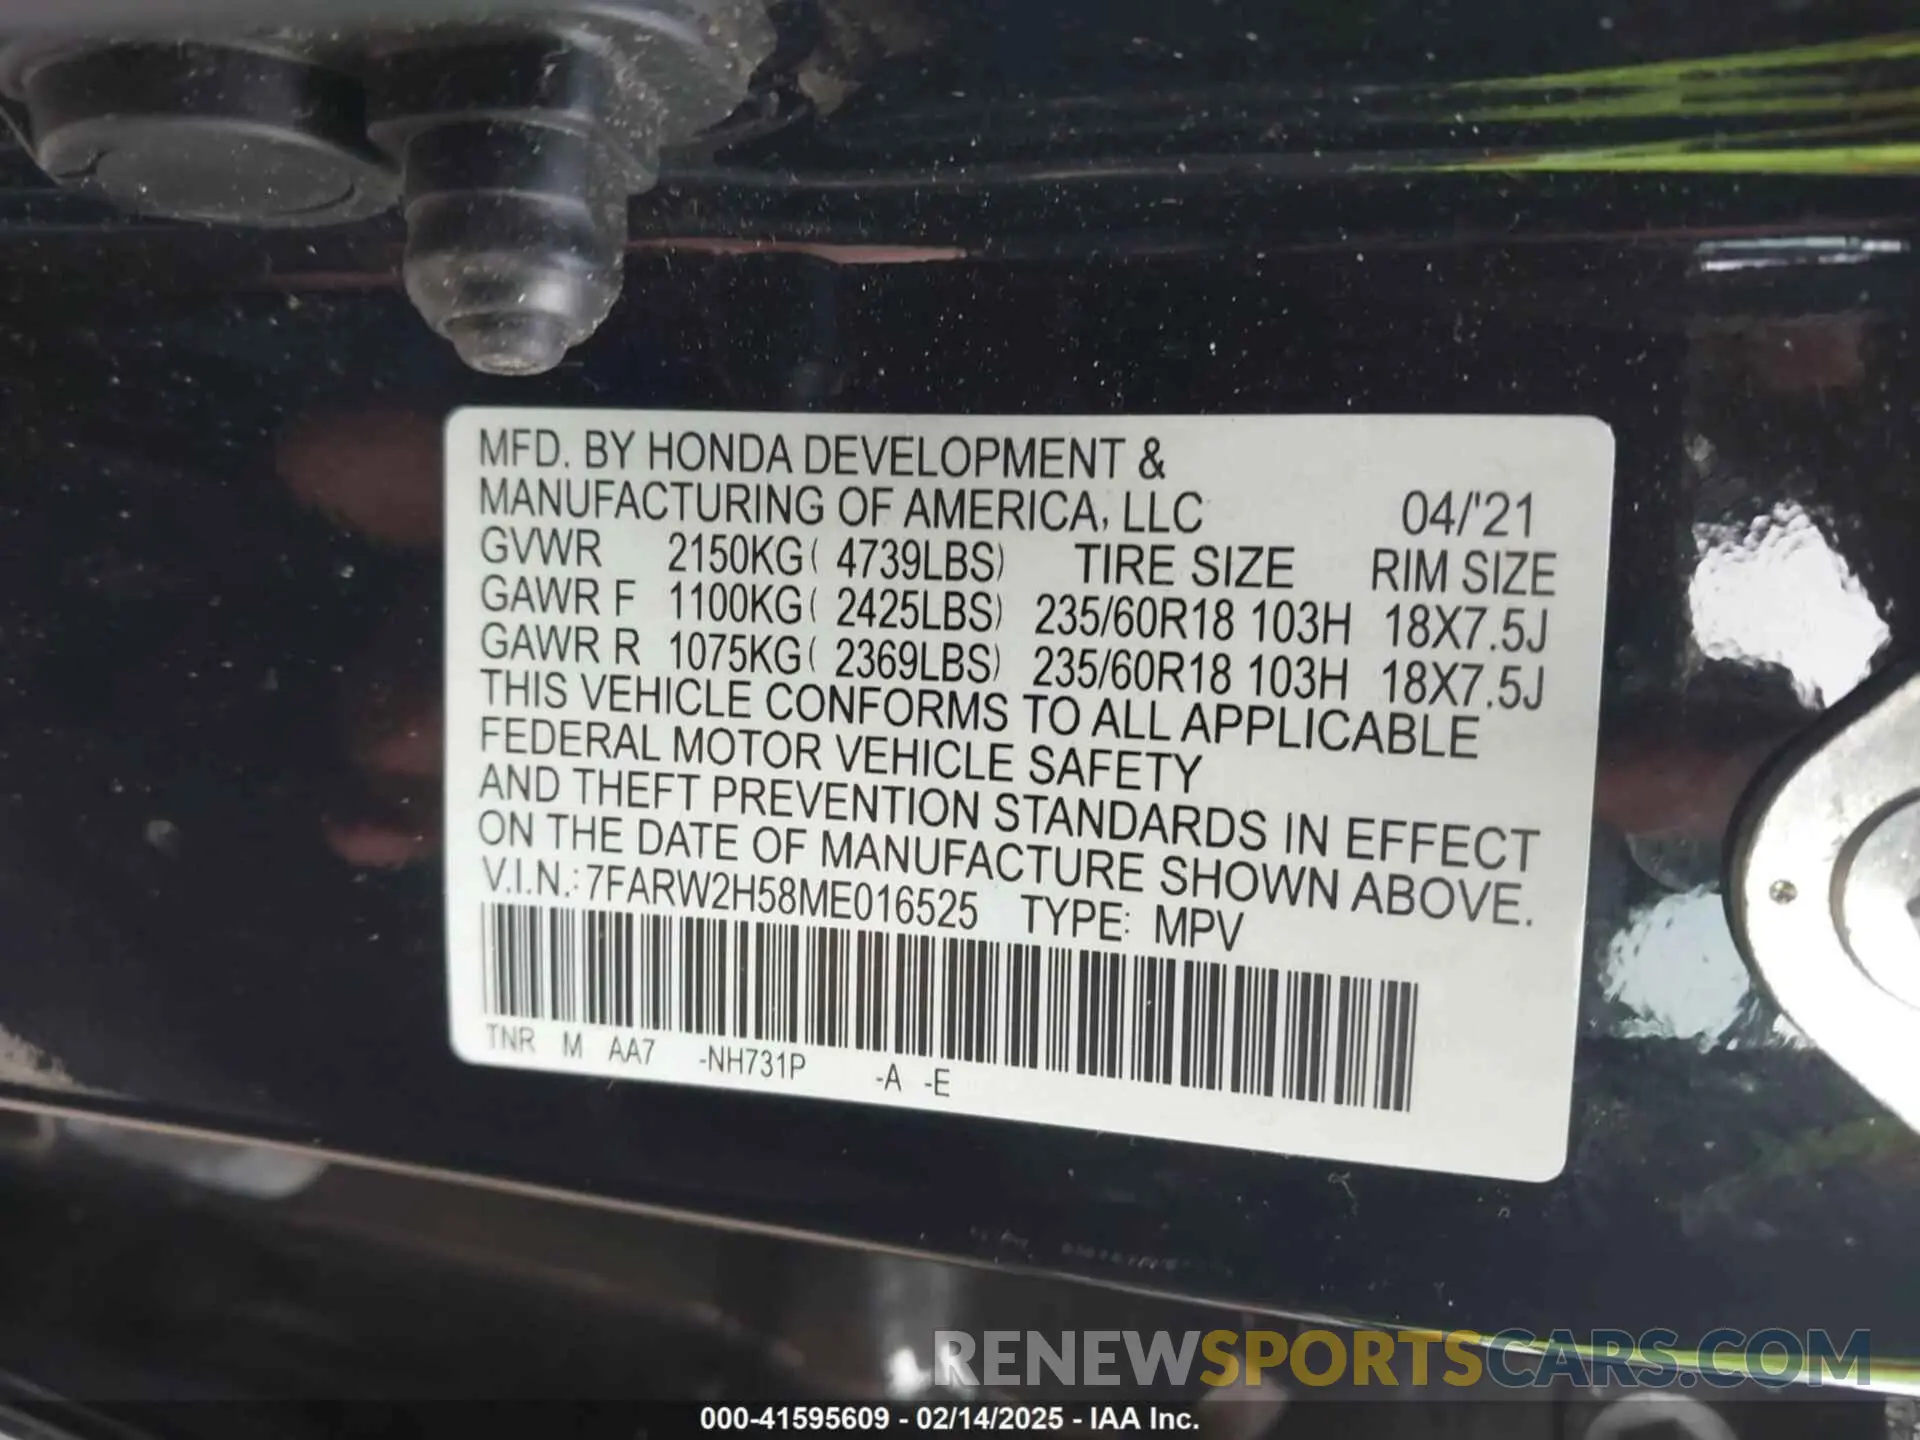 MFD. BY HONDA DEVELOPMENT &
MANUFACTURING OF AMERICA, LLC 04/'21
GVWR 2150KG( 4739LBS) TIRE SIZE RIM SIZE
GAWR F 1100KG( 2425LBS) 235/60R18 103H 18X7.5J
GAWR R 1075KG( 2369LBS) 235/60R18 103H 18X7.5J
THIS VEHICLE CONFORMS TO ALL APPLICABLE
FEDERAL MOTOR VEHICLE SAFETY
AND THEFT PREVENTION STANDARDS IN EFFECT
ON THE DATE OF MANUFACTURE SHOWN ABOVE.
V.I.N.: 7FARW2H58ME016525 TYPE: MPV
TNR M AA7 -NH731P -A -E
RENEWSPORTSCARS.COM
000-41595609 - 02/14/2025 - IAA Inc.